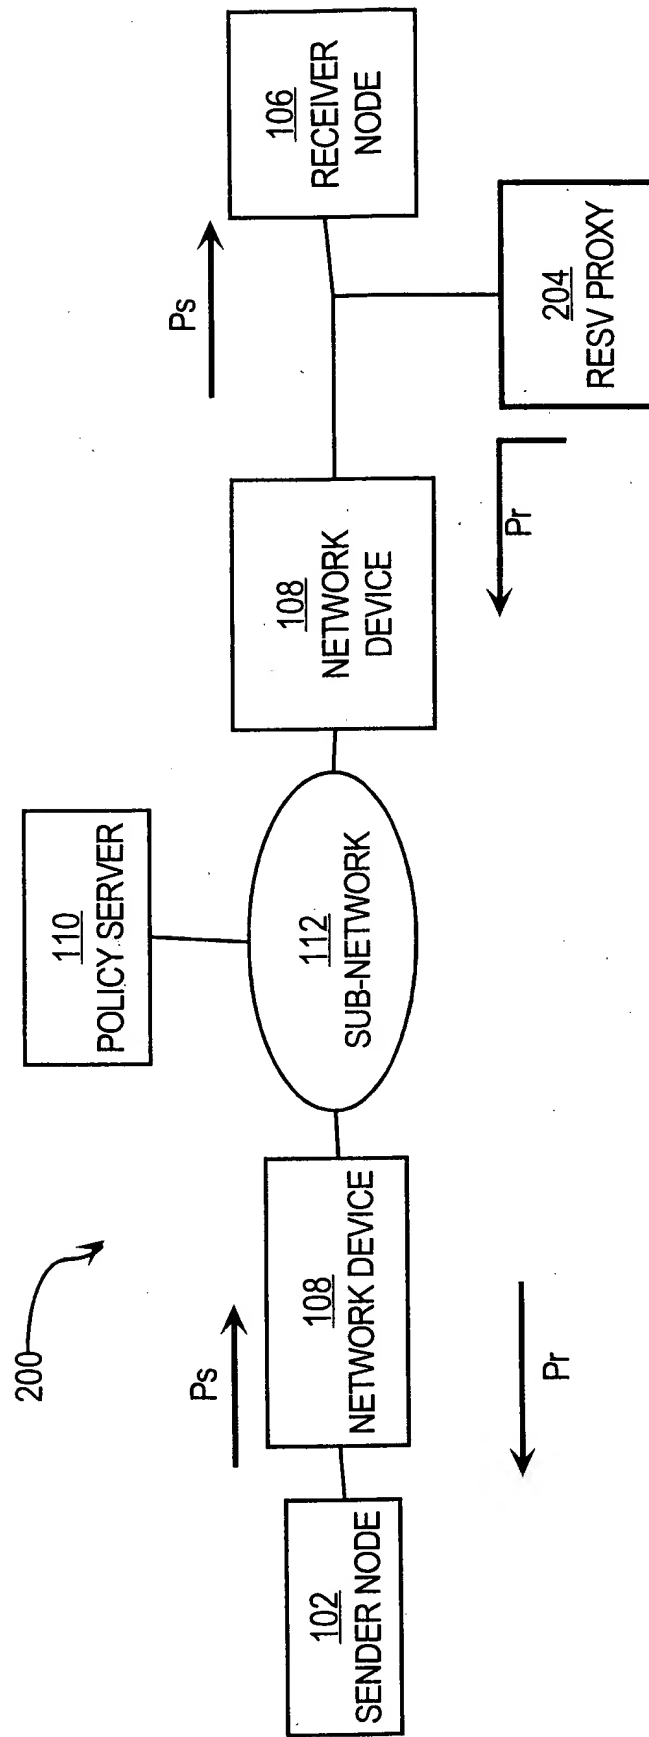 200
110
POLICY SERVER
Ps
Ps
102
SENDER NODE
108
NETWORK DEVICE
112
SUB-NETWORK
108
NETWORK
DEVICE
106
RECEIVER
NODE
Pr
Pr
204
RESV PROXY